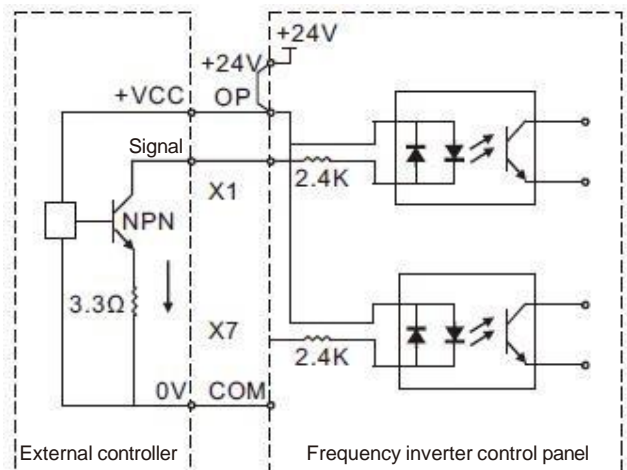 +24V
+24V
+VCC OP
Signal
2.4K
X1
NPN
3.3Ω
X7
2.4K
0V COM
External controller
Frequency inverter control panel